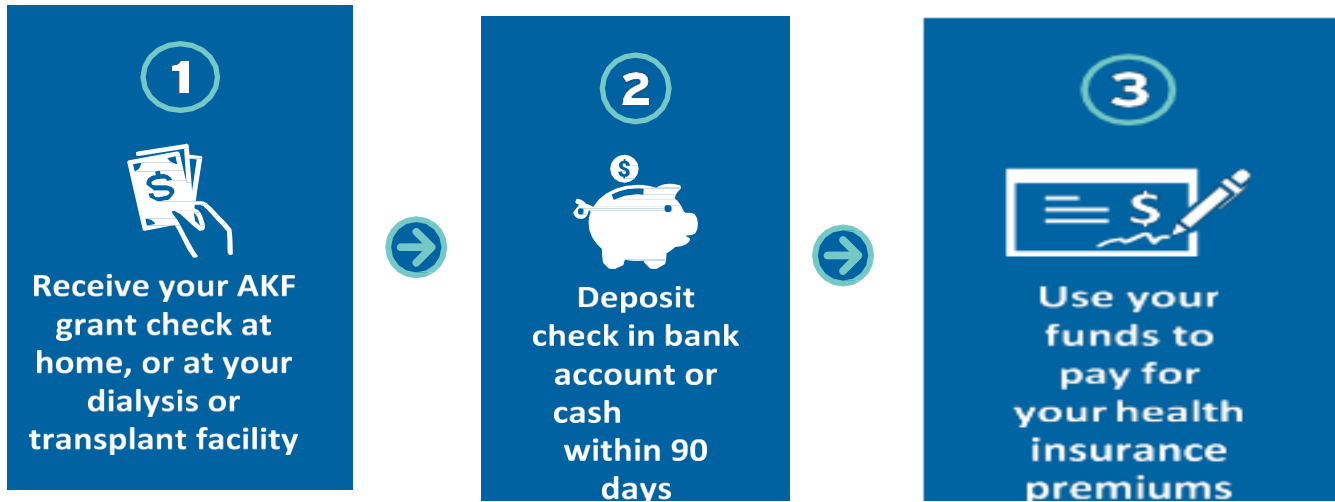 1
$
Receive your AKF
grant check at
home, or at your
dialysis or
transplant facility
2
$
Deposit
check in bank
account or
cash
within 90
days
3
$
Use your
funds to
pay for
your health
insurance
premiums